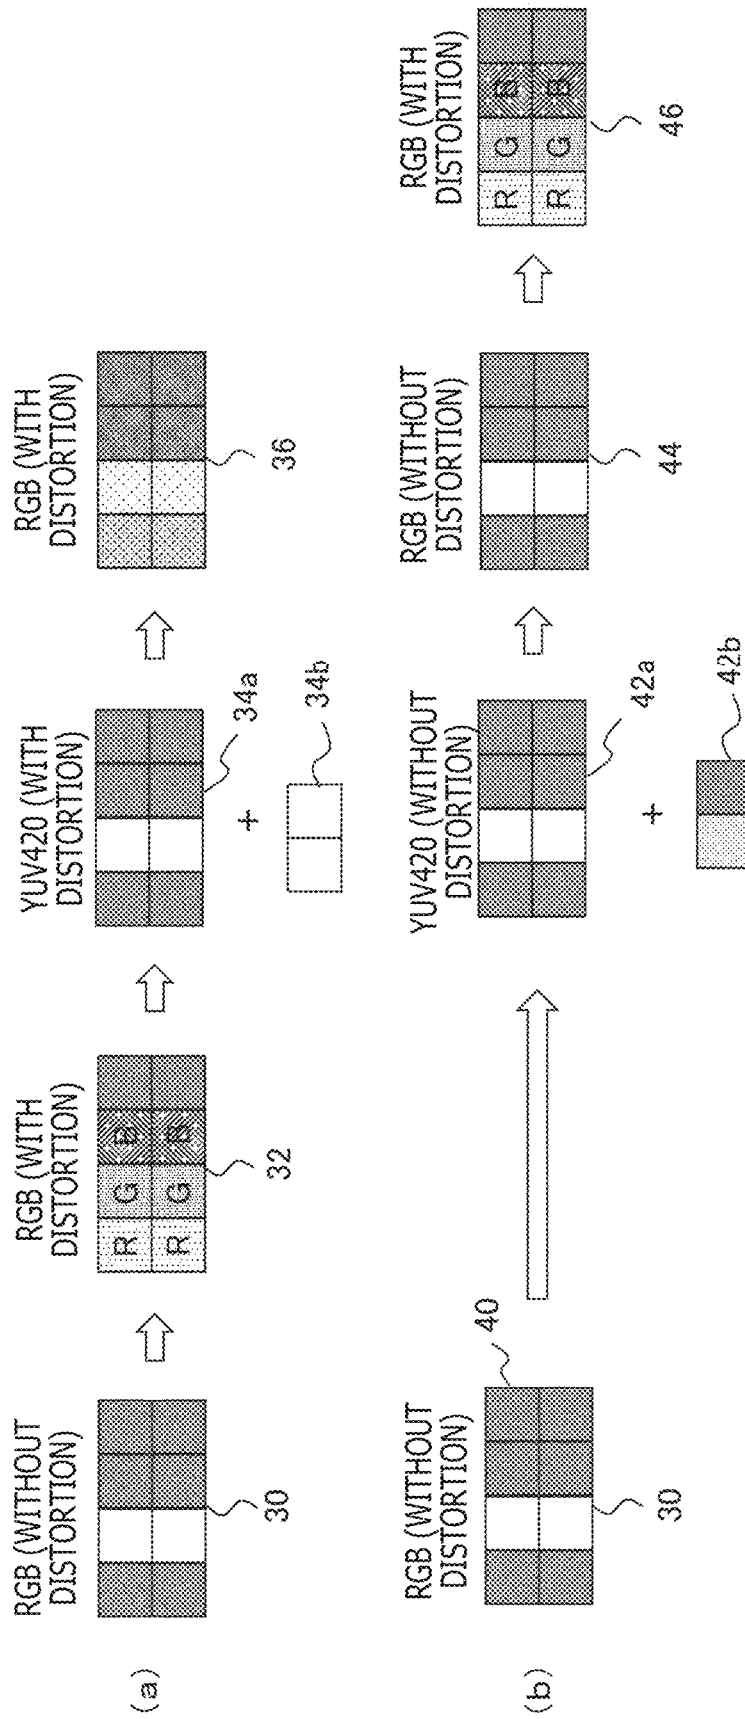 (a)
RGB (WITHOUT
DISTORTION)
30
RGB (WITH
DISTORTION)
R G B
R G B
32
YUV420 (WITH
DISTORTION)
34a
+
34b
RGB (WITH
DISTORTION)
36
(b)
RGB (WITHOUT
DISTORTION)
40
30
YUV420 (WITHOUT
DISTORTION)
42a
+
42b
RGB (WITHOUT
DISTORTION)
44
RGB (WITH
DISTORTION)
R G B
R G B
46